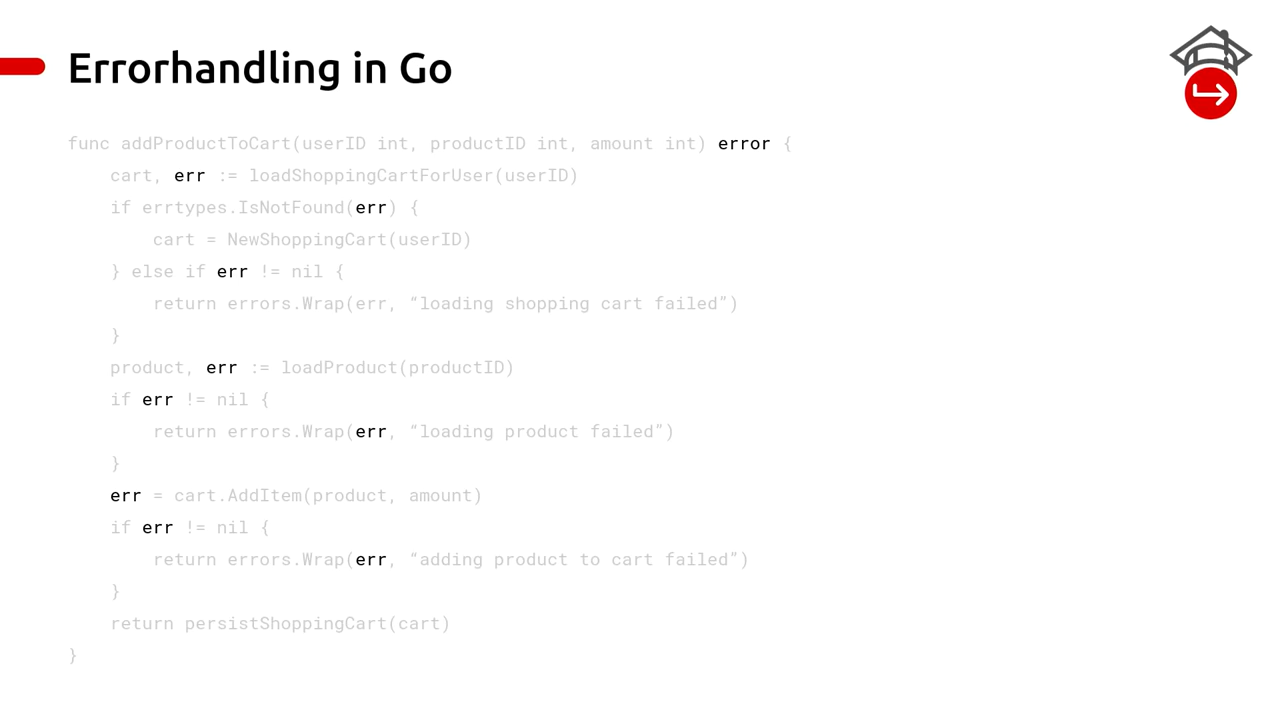 Errorhandling in Go
func addProductToCart(userID int, productID int, amount int) error {
    cart, err := loadShoppingCartForUser(userID)
    if errtypes.IsNotFound(err) {
        cart = NewShoppingCart(userID)
    } else if err != nil {
        return errors.Wrap(err, “loading shopping cart failed”)
    }
    product, err := loadProduct(productID)
    if err != nil {
        return errors.Wrap(err, “loading product failed”)
    }
    err = cart.AddItem(product, amount)
    if err != nil {
        return errors.Wrap(err, “adding product to cart failed”)
    }
    return persistShoppingCart(cart)
}